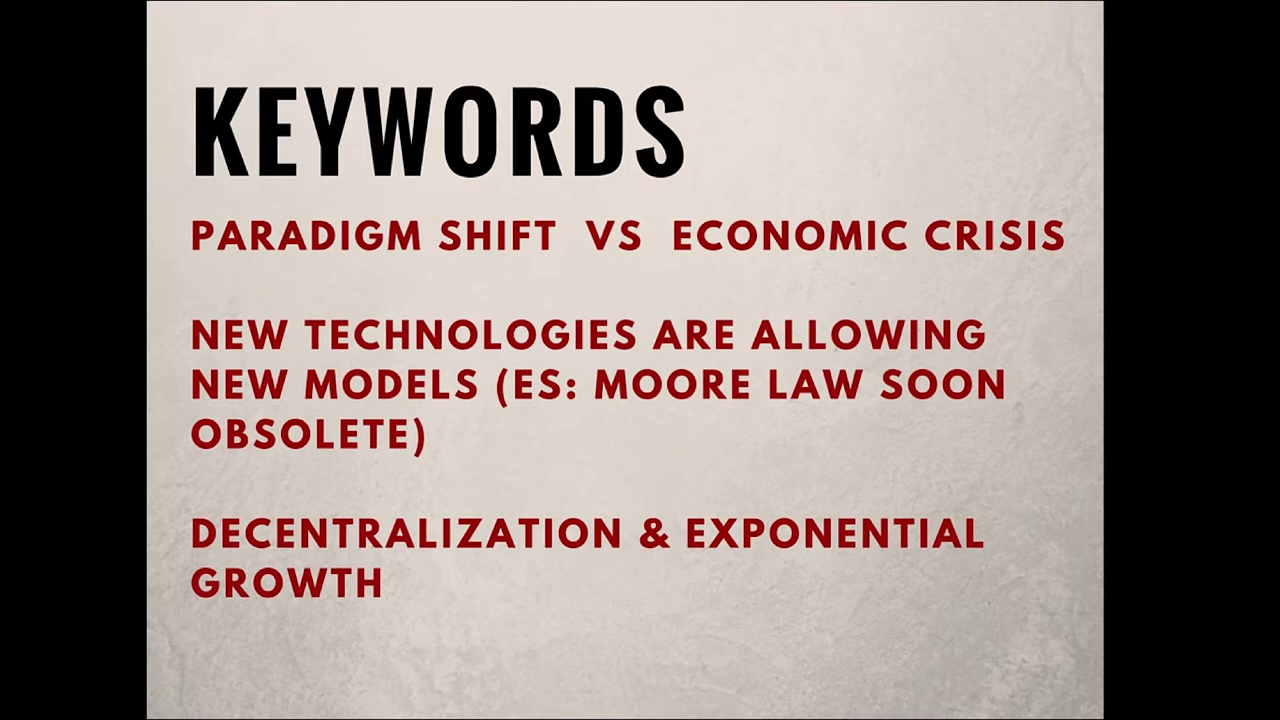 KEYWORDS
PARADIGM SHIFT VS ECONOMIC CRISIS
NEW TECHNOLOGIES ARE ALLOWING
NEW MODELS (ES: MOORE LAW SOON
OBSOLETE)
DECENTRALIZATION & EXPONENTIAL
GROWTH